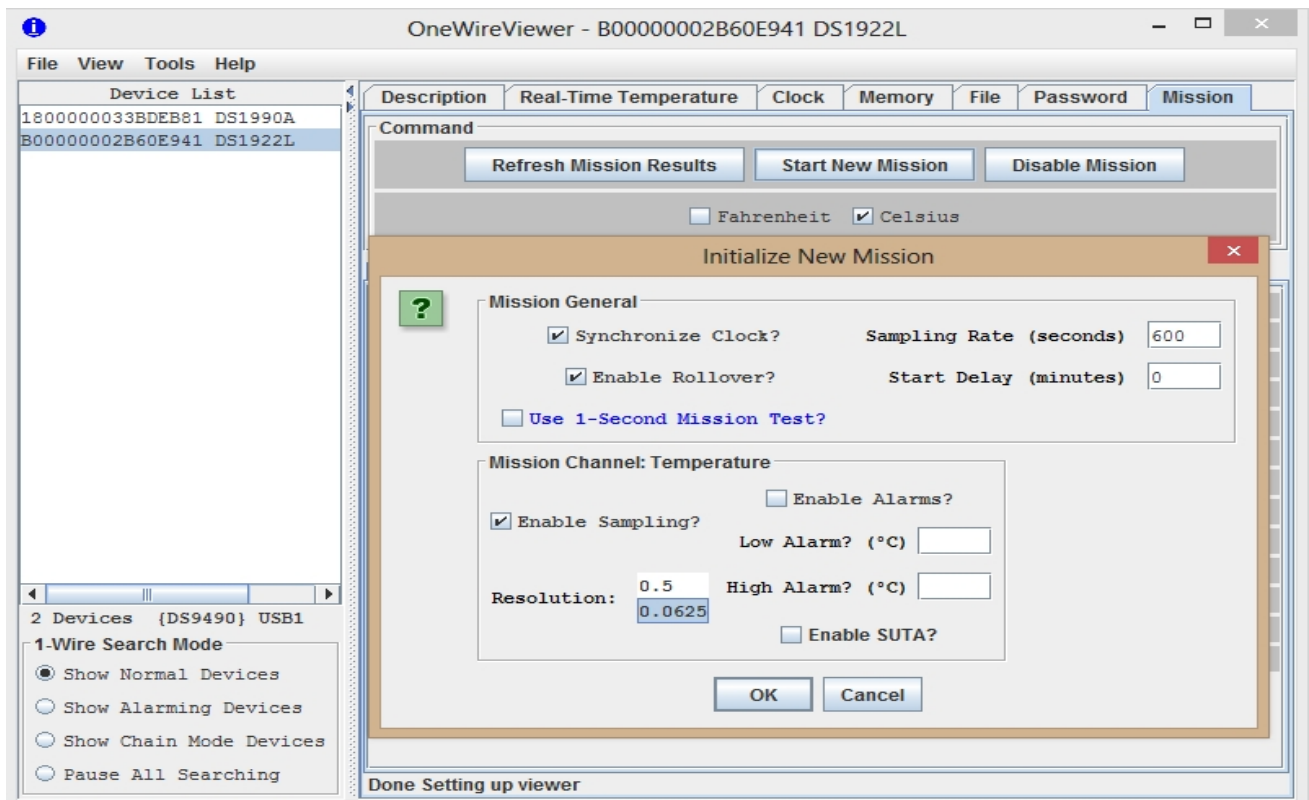 OneWireViewer - B00000002B60E941 DS1922L
File View Tools Help
Device List
1800000033BDEB81 DS1990A
B00000002B60E941 DS1922L
2 Devices {DS9490} USB1
1-Wire Search Mode
Show Normal Devices
Show Alarming Devices
Show Chain Mode Devices
Pause All Searching
Description Real-Time Temperature Clock Memory File Password Mission
Command
Refresh Mission Results Start New Mission Disable Mission
Fahrenheit Celsius
Initialize New Mission
?
Mission General
Synchronize Clock? Sampling Rate (seconds) 600
Enable Rollover? Start Delay (minutes) 0
Use 1-Second Mission Test?
Mission Channel: Temperature
Enable Alarms?
Enable Sampling?
Low Alarm? (°C)
Resolution: 0.5 High Alarm? (°C)
0.0625
Enable SUTA?
OK Cancel
Done Setting up viewer